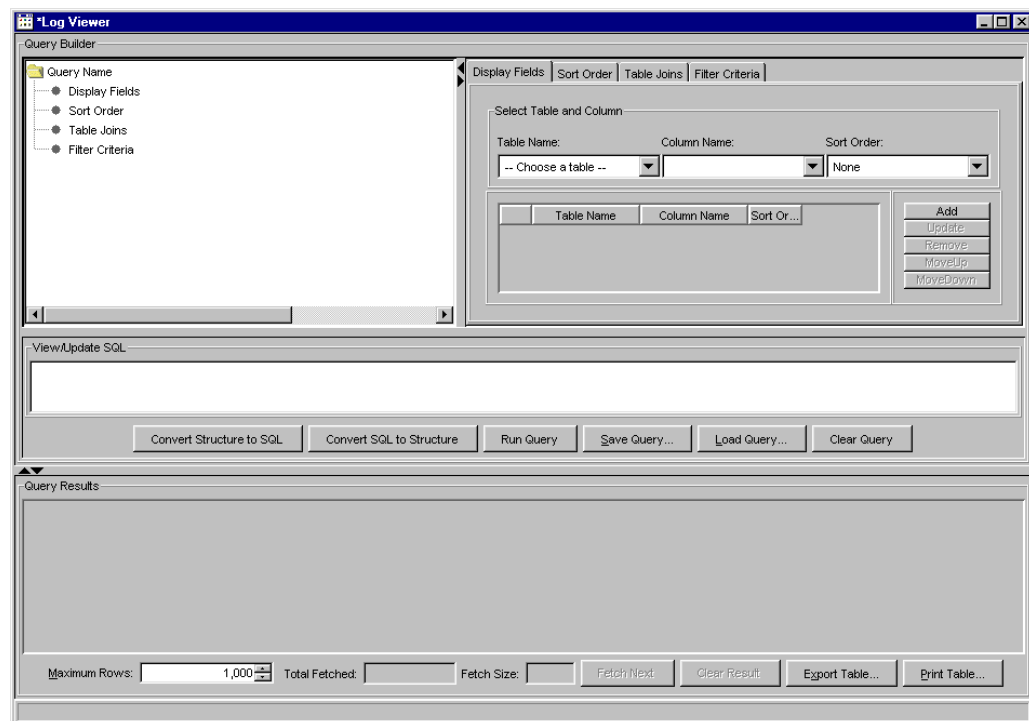 *Log Viewer
Query Builder
Query Name
Display Fields
Sort Order
Table Joins
Filter Criteria
Display Fields Sort Order Table Joins Filter Criteria
Select Table and Column
Table Name: Column Name: Sort Order:
-- Choose a table -- None
Table Name Column Name Sort Or...
Add
Update
Remove
MoveUp
MoveDown
View/Update SQL
Convert Structure to SQL Convert SQL to Structure Run Query Save Query... Load Query... Clear Query
Query Results
Maximum Rows: 1,000 Total Fetched: Fetch Size: Fetch Next Clear Result Export Table... Print Table...